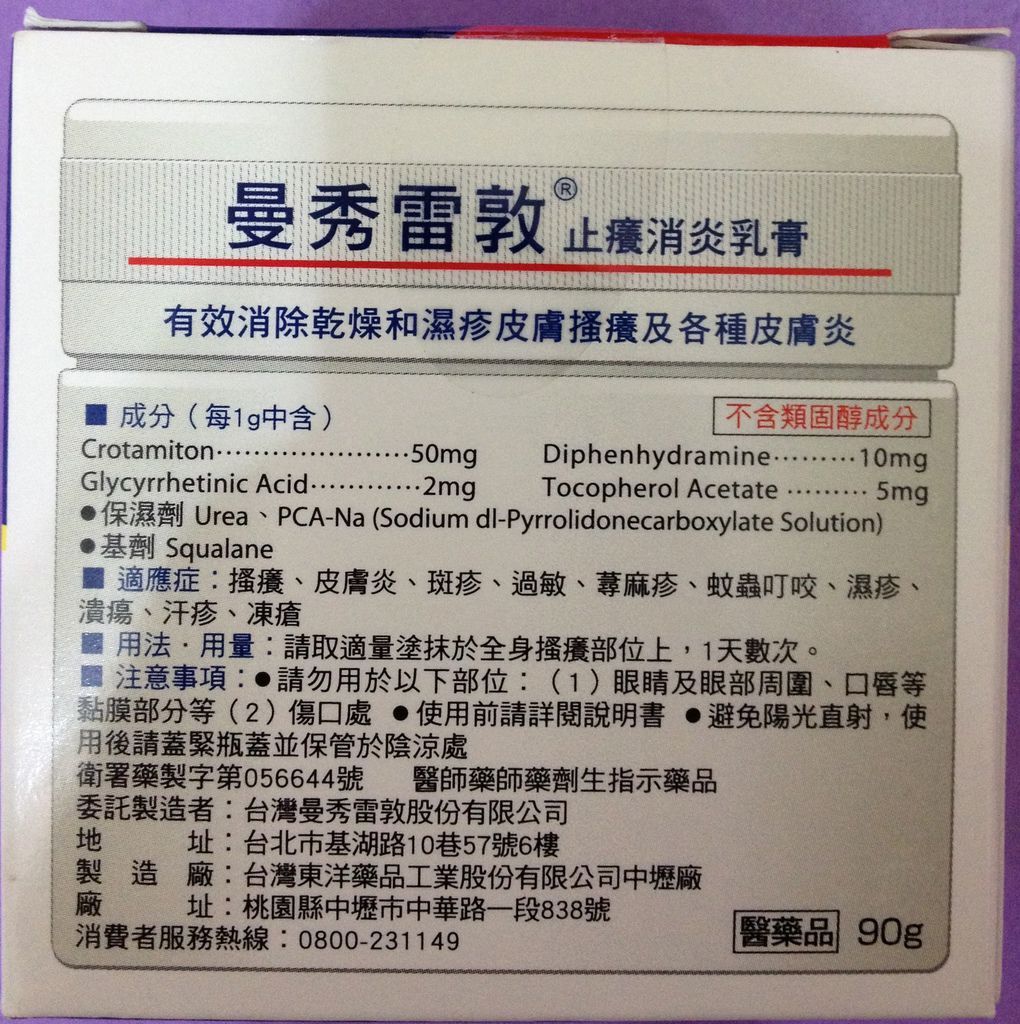 曼秀雷敦® 止癢消炎乳膏
有效消除乾燥和濕疹皮膚搔癢及各種皮膚炎
■ 成分（每1g中含） 不含類固醇成分
Crotamiton·····················50mg Diphenhydramine·········10mg
Glycyrrhetinic Acid············2mg Tocopherol Acetate ········· 5mg
●保濕劑 Urea、PCA-Na (Sodium dl-Pyrrolidonecarboxylate Solution)
●基劑 Squalane
■ 適應症：搔癢、皮膚炎、斑疹、過敏、蕁麻疹、蚊蟲叮咬、濕疹、
潰瘍、汗疹、凍瘡
■ 用法·用量：請取適量塗抹於全身搔癢部位上，1天數次。
■ 注意事項：●請勿用於以下部位：（1）眼睛及眼部周圍、口唇等
黏膜部分等（2）傷口處 ●使用前請詳閱說明書 ●避免陽光直射，使
用後請蓋緊瓶蓋並保管於陰涼處
衛署藥製字第056644號 醫師藥師藥劑生指示藥品
委託製造者：台灣曼秀雷敦股份有限公司
地 址：台北市基湖路10巷57號6樓
製 造 廠：台灣東洋藥品工業股份有限公司中壢廠
廠 址：桃園縣中壢市中華路一段838號
消費者服務熱線：0800-231149
醫藥品 90g